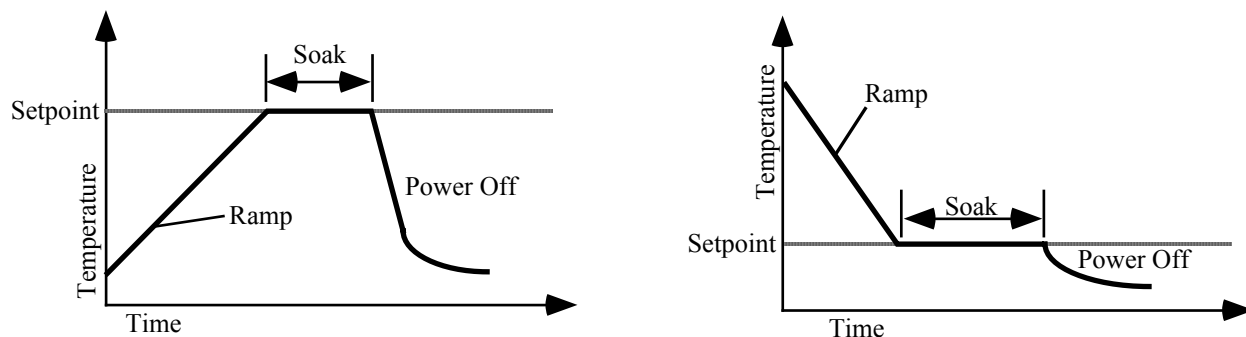 Soak
Setpoint
Temperature
Ramp
Power Off
Time
Temperature
Ramp
Soak
Setpoint
Power Off
Time